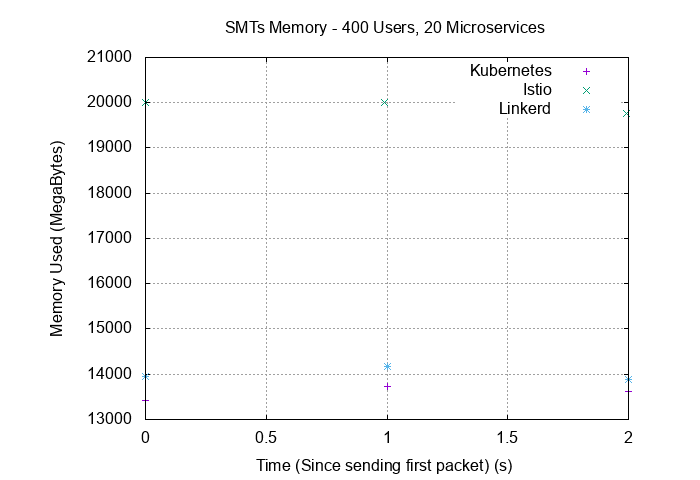 SMTs Memory - 400 Users, 20 Microservices
21000
20000
19000
18000
17000
16000
15000
14000
13000
Memory Used (MegaBytes)
Kubernetes
Istio
Linkerd
0
0.5
1
1.5
2
Time (Since sending first packet) (s)